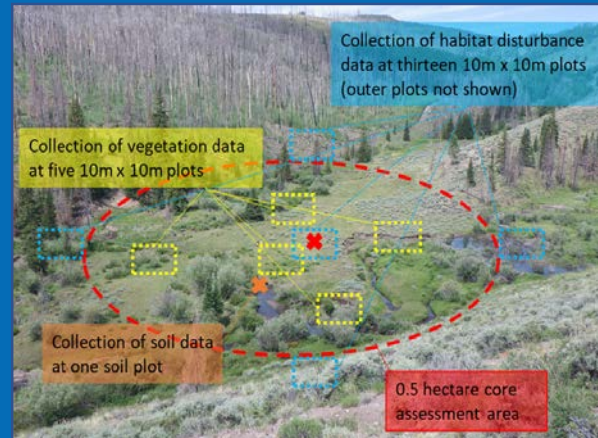 Collection of habitat disturbance
data at thirteen 10m x 10m plots
(outer plots not shown)
Collection of vegetation data
at five 10m x 10m plots
Collection of soil data
at one soil plot
0.5 hectare core
assessment area